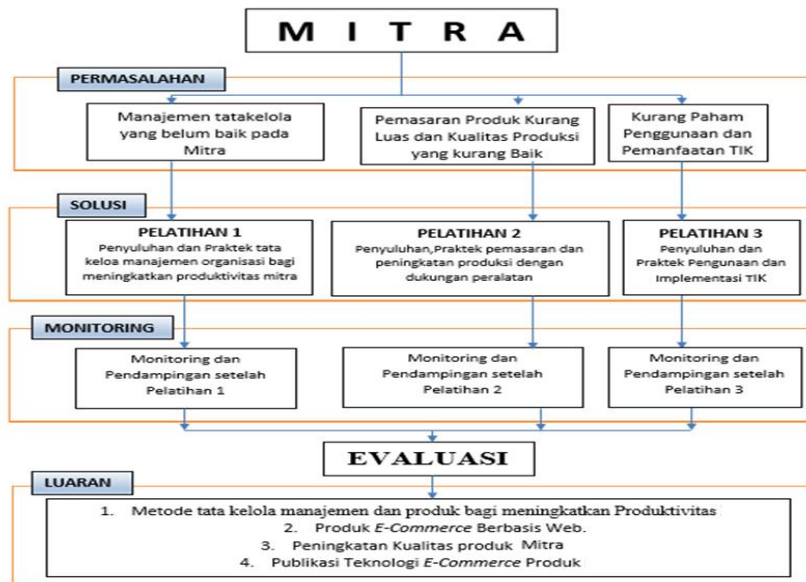 M I T R A
PERMASALAHAN
Manajemen tatakelola
yang belum baik pada
Mitra
Pemasaran Produk Kurang
Luas dan Kualitas Produksi
yang kurang Baik
Kurang Paham
Penggunaan dan
Pemanfaatan TIK
SOLUSI
PELATIHAN 1
Penyuluhan dan Praktek tata
keloa manajemen organisasi bagi
meningkatkan produktivitas mitra
PELATIHAN 2
Penyuluhan,Praktek pemasaran dan
peningkatan produksi dengan
dukungan peralatan
PELATIHAN 3
Penyuluhan dan
Praktek Pengunaan dan
Implementasi TIK
MONITORING
Monitoring dan
Pendampingan setelah
Pelatihan 1
Monitoring dan
Pendampingan setelah
Pelatihan 2
Monitoring dan
Pendampingan setelah
Pelatihan 3
EVALUASI
LUARAN
1. Metode tata kelola manajemen dan produk bagi meningkatkan Produktivitas
2. Produk E-Commerce Berbasis Web.
3. Peningkatan Kualitas produk Mitra
4. Publikasi Teknologi E-Commerce Produk